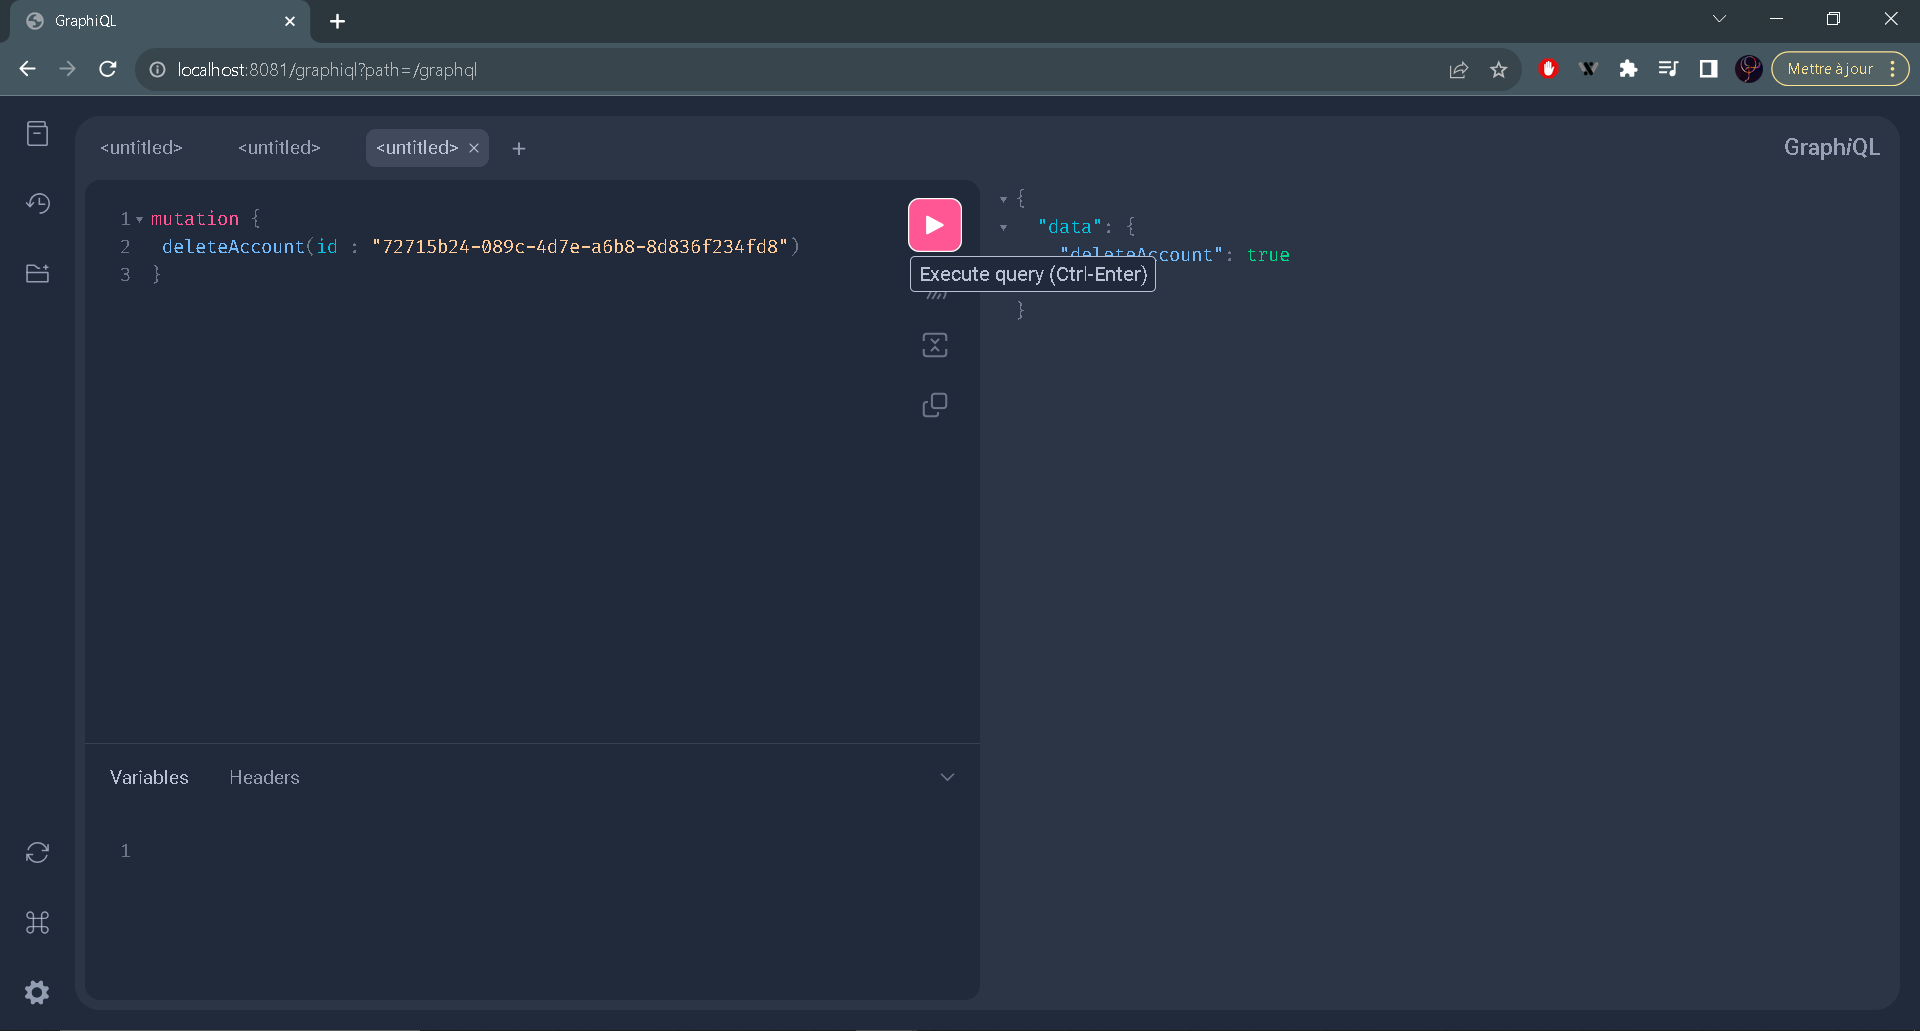 GraphiQL
localhost:8081/graphiql?path=/graphql
Mettre à jour
<untitled> <untitled> <untitled>
GraphiQL
1 mutation {
2 deleteAccount(id : "72715b24-089c-4d7e-a6b8-8d836f234fd8")
3 }
{
"data": {
"deleteAccount": true
Execute query (Ctrl-Enter)
}
Variables Headers
1